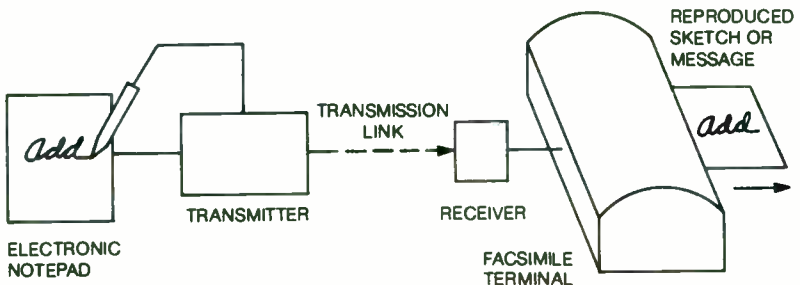 REPRODUCED
SKETCH OR
MESSAGE
TRANSMISSION
LINK
add
add
TRANSMITTER
RECEIVER
ELECTRONIC
NOTEPAD
FACSIMILE
TERMINAL